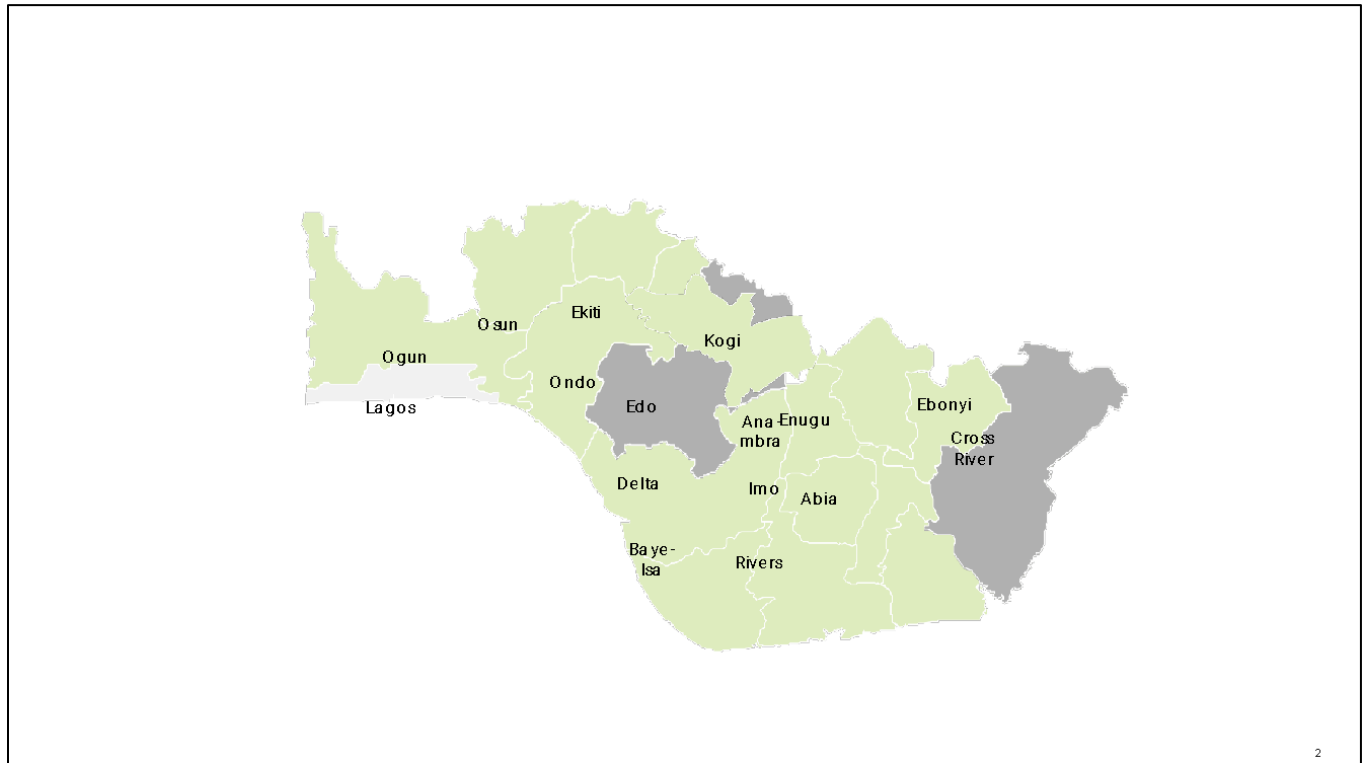 Ekiti
Osun
Kogi
Ogun
Ondo
Lagos
Edo
Ebonyi
Ana-
mbra
Enugu
Cross
River
Delta
Imo
Abia
Baye-
lsa
Rivers
2